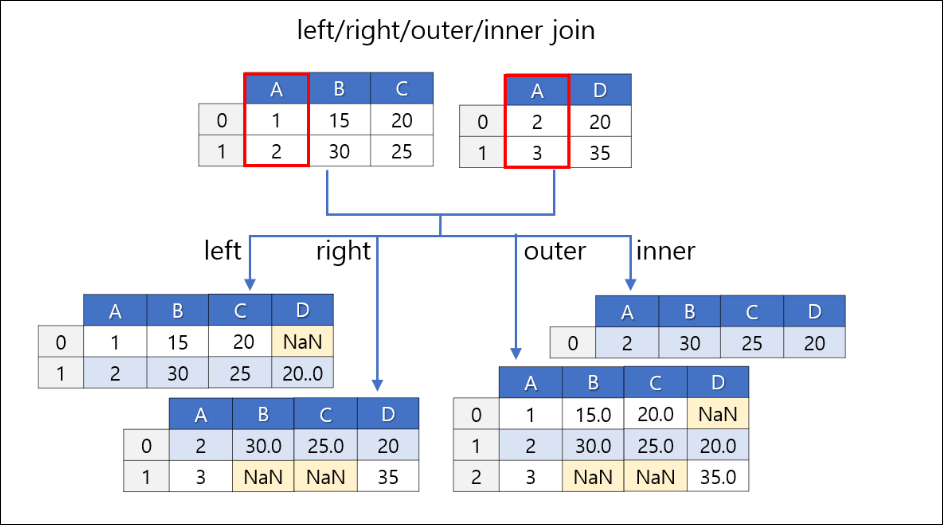 left/right/outer/inner join
A B C
0 1 15 20
1 2 30 25
A D
0 2 20
1 3 35
left right outer inner
A B C D
0 1 15 20 NaN
1 2 30 25 20..0
A B C D
0 2 30 25 20
A B C D
0 2 30.0 25.0 20
1 3 NaN NaN 35
A B C D
0 1 15.0 20.0 NaN
1 2 30.0 25.0 20.0
2 3 NaN NaN 35.0